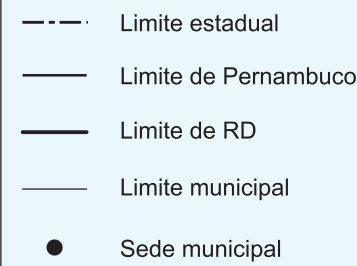 Limite estadual
Limite de Pernambuco
Limite de RD
Limite municipal
Sede municipal